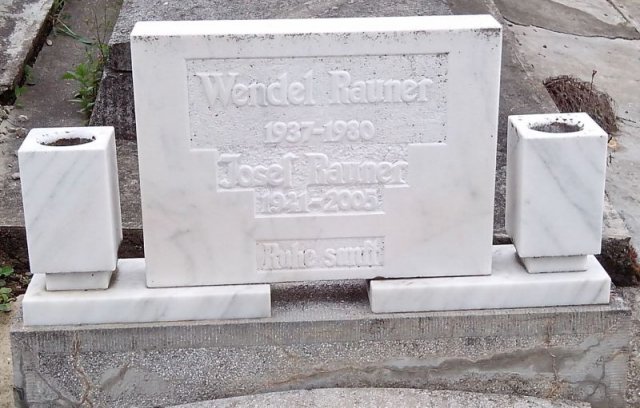 Wendel Rauner
1937-1980
Josef Rauner
1921-2005
Ruhe sanft